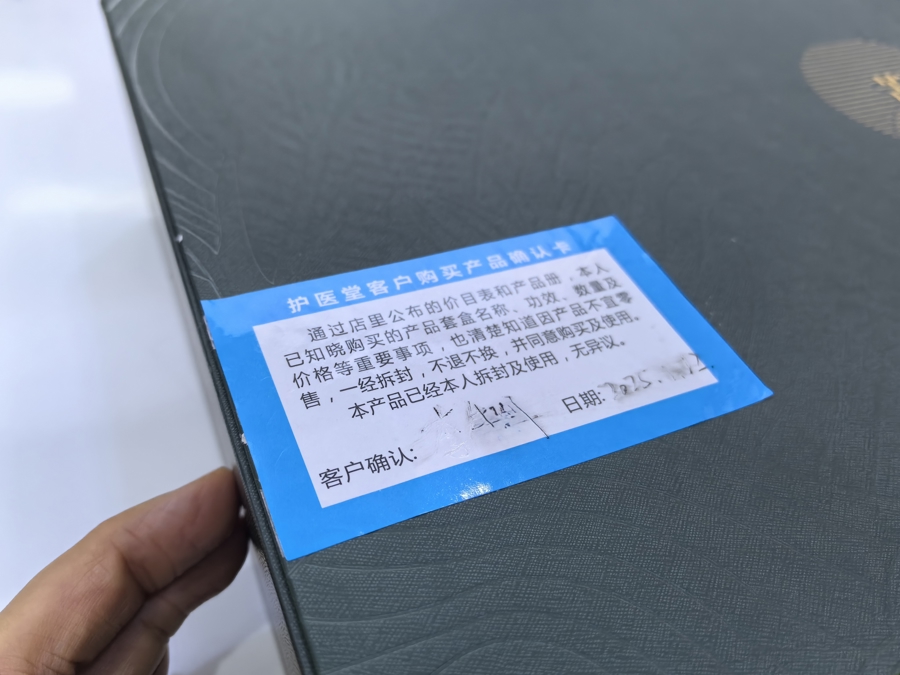 护医堂客户购买产品确认卡
通过店里公布的价目表和产品册，本人
已知晓购买的产品套盒名称、功效、数量及
价格等重要事项，也清楚知道因产品不宜零
售，一经拆封，不退不换，并同意购买及使用。
本产品已经本人拆封及使用，无异议。
客户确认:
日期: